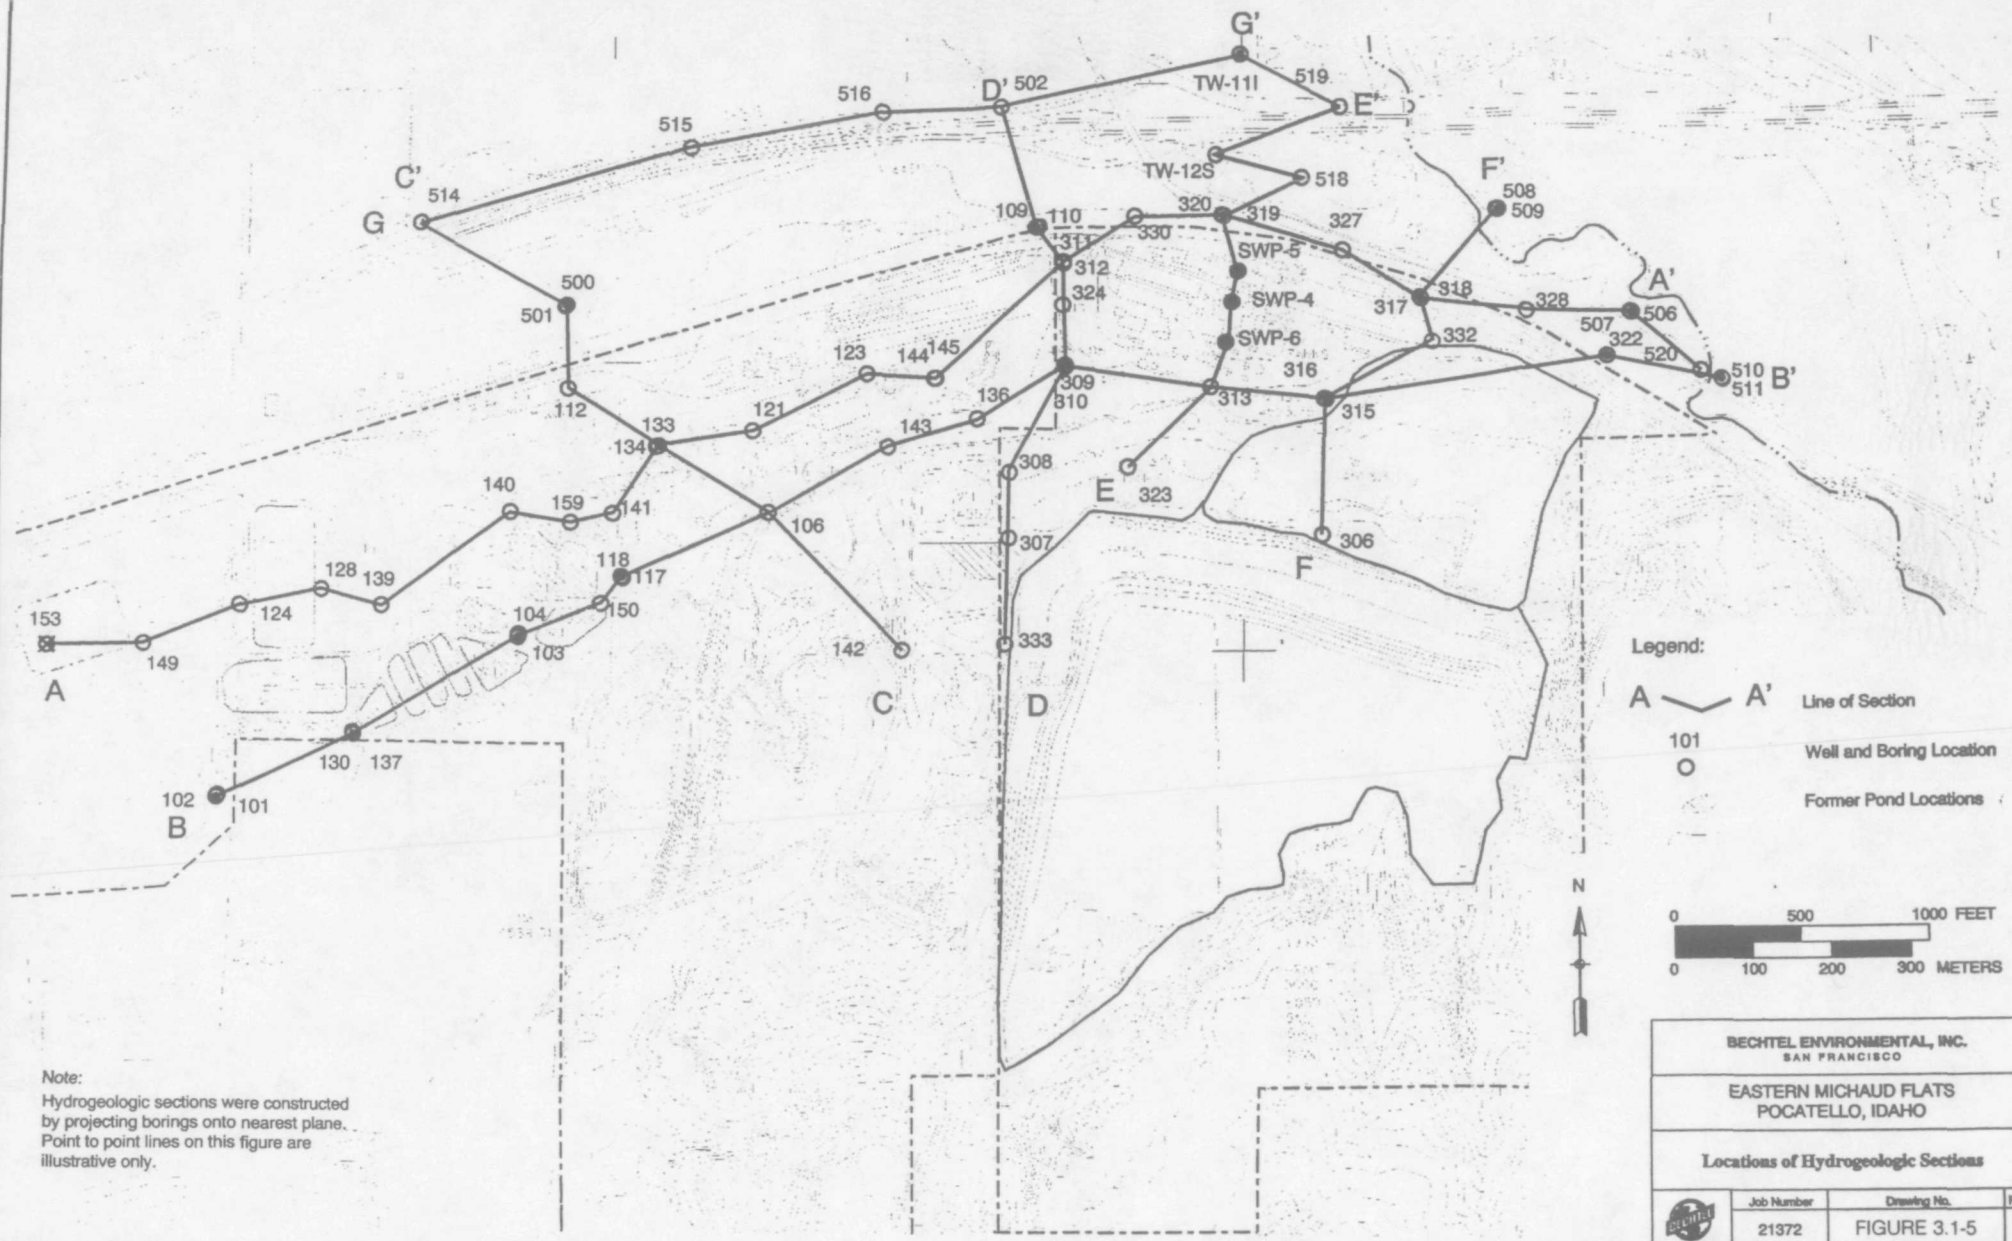 G'
D' 502
519
TW-11I
516
E'
515
TW-12S
518
F'
C'
514
508
509
G
109
110
320
319
327
330
311
312
SWP-5
A'
500
501
324
SWP-4
318
317
328
506
507
SWP-6
332
322
520
510
511
B'
123
144
145
309
310
316
313
315
112
136
121
133
134
143
308
E
323
140
159
141
106
307
306
F
118
117
128
139
150
124
104
103
153
149
142
333
A
C
D
130
137
102
101
B
Legend:
A A' Line of Section
101 Well and Boring Location
Former Pond Locations
N
0 500 1000 FEET
0 100 200 300 METERS
Note:
Hydrogeologic sections were constructed
by projecting borings onto nearest plane.
Point to point lines on this figure are
illustrative only.
BECHTEL ENVIRONMENTAL, INC.
SAN FRANCISCO
EASTERN MICHAUD FLATS
POCATELLO, IDAHO
Locations of Hydrogeologic Sections
BECHTEL
Job Number
Drawing No.
21372
FIGURE 3.1-5